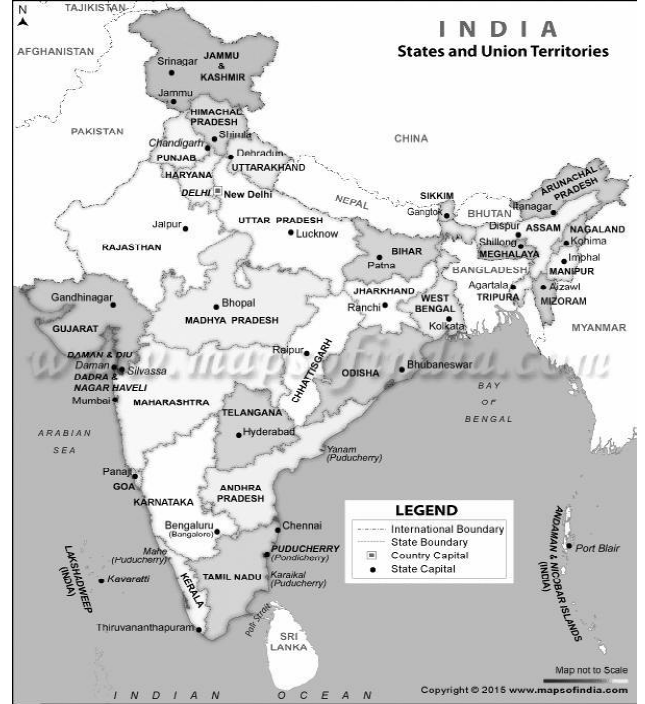 N
TAJIKISTAN
INDIA
States and Union Territories
AFGHANISTAN
JAMMU
&
KASHMIR
Srinagar
Jammu
PAKISTAN
HIMACHAL
PRADESH
Shimla
CHINA
Chandigarh
PUNJAB
Dehradun
UTTARAKHAND
HARYANA
DELHI
New Delhi
NEPAL
SIKKIM
Gangtok
BHUTAN
ARUNACHAL
PRADESH
Itanagar
Jaipur
UTTAR PRADESH
Lucknow
RAJASTHAN
Dispur
ASSAM
NAGALAND
Kohima
Shillong
MEGHALAYA
Imphal
MANIPUR
BIHAR
Patna
BANGLADESH
Gandhinagar
Bhopal
MADHYA PRADESH
JHARKHAND
Ranchi
WEST
BENGAL
Kolkata
Agartala
TRIPURA
Aizawl
MIZORAM
GUJARAT
MYANMAR
DAMAN & DIU
Daman
Silvassa
DADRA &
NAGAR HAVELI
Raipur
CHHATTISGARH
ODISHA
Bhubaneswar
www.mapsofindia.com
Mumbai
MAHARASHTRA
BAY
OF
BENGAL
TELANGANA
Hyderabad
ARABIAN
SEA
Yanam
(Puducherry)
Panaji
GOA
KARNATAKA
ANDHRA
PRADESH
LEGEND
International Boundary
State Boundary
Country Capital
State Capital
Bengaluru
(Bangalore)
Chennai
Mahe
(Puducherry)
PUDUCHERRY
(Pondicherry)
LAKSHADWEEP
(INDIA)
Kavaratti
KERALA
TAMIL NADU
Karaikal
(Puducherry)
ANDAMAN & NICOBAR ISLANDS
(INDIA)
Port Blair
Thiruvananthapuram
Palk Strait
SRI
LANKA
Map not to Scale
INDIAN OCEAN
Copyright © 2015 www.mapsofindia.com